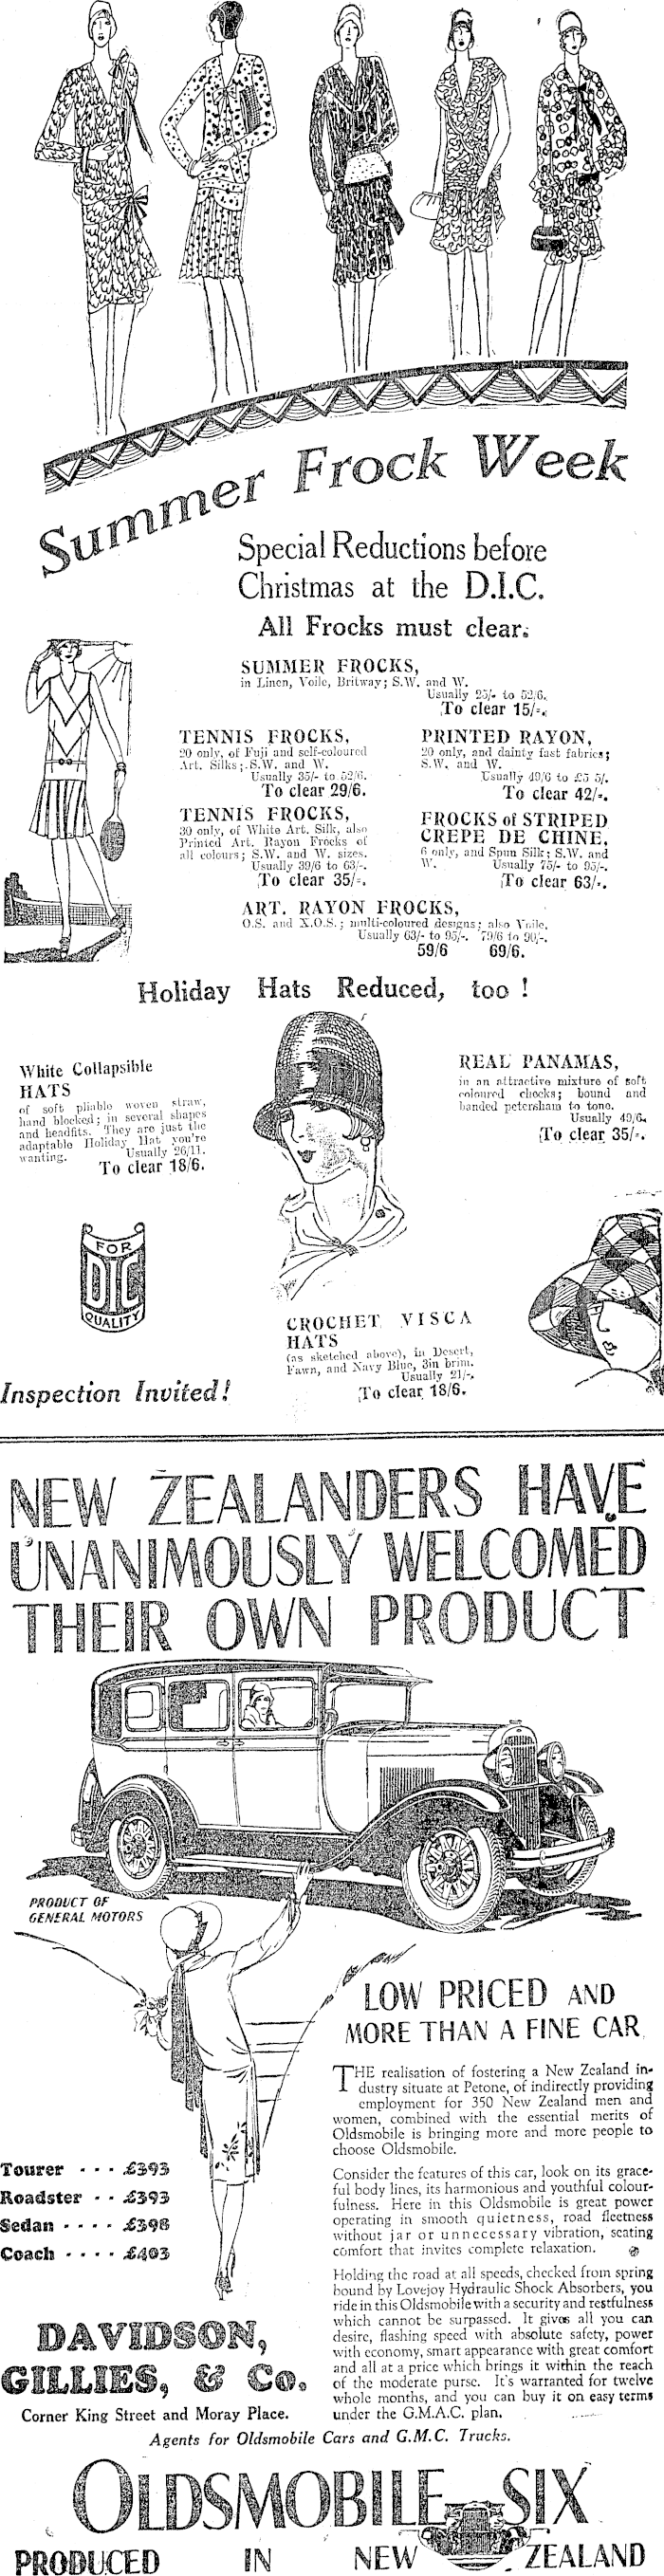 Summer Frock Week
Special Reductions before
Christmas at the D.I.C.
All Frocks must clear.
SUMMER FROCKS,
in Linen, Voile, Britway; S.W. and W.
Usually 25/- to 52/6.
To clear 15/-.
TENNIS FROCKS,
20 only, of Fuji and self-coloured
Art. Silks; S.W. and W.
Usually 35/- to 52/6.
To clear 29/6.
PRINTED RAYON,
20 only, and dainty fast fabrics;
S.W. and W.
Usually 49/6 to £5 5/.
To clear 42/-.
TENNIS FROCKS,
30 only, of White Art. Silk, also
Printed Art. Rayon Frocks of
all colours; S.W. and W. sizes.
Usually 39/6 to 63/-.
To clear 35/-.
FROCKS of STRIPED
CREPE DE CHINE,
6 only, and Spun Silk; S.W. and
W. Usually 75/- to 95/-.
To clear 63/-.
ART. RAYON FROCKS,
O.S. and X.O.S.; multi-coloured designs; also Voile.
Usually 63/- to 95/-. 79/6 to 90/-.
59/6 69/6.
Holiday Hats Reduced, too!
White Collapsible
HATS
of soft pliable woven straw,
hand blocked; in several shapes
and headfits. They are just the
adaptable Holiday Hat you're
wanting. Usually 26/11.
To clear 18/6.
REAL PANAMAS,
in an attractive mixture of soft
coloured checks; bound and
banded petersham to tone.
Usually 49/6.
To clear 35/-.
FOR
DIC
QUALITY
CROCHET VISCA
HATS
(as sketched above), in Desert,
Fawn, and Navy Blue, 3in brim.
Usually 21/-.
To clear 18/6.
Inspection Invited!
NEW ZEALANDERS HAVE
UNANIMOUSLY WELCOMED
THEIR OWN PRODUCT
PRODUCT OF
GENERAL MOTORS
LOW PRICED AND
MORE THAN A FINE CAR
THE realisation of fostering a New Zealand in-
dustry situate at Petone, of indirectly providing
employment for 350 New Zealand men and
women, combined with the essential merits of
Oldsmobile is bringing more and more people to
choose Oldsmobile.
Consider the features of this car, look on its grace-
ful body lines, its harmonious and youthful colour-
fulness. Here in this Oldsmobile is great power
operating in smooth quietness, road fleetness
without jar or unnecessary vibration, seating
comfort that invites complete relaxation.
Holding the road at all speeds, checked from spring
bound by Lovejoy Hydraulic Shock Absorbers, you
ride in this Oldsmobile with a security and restfulness
which cannot be surpassed. It gives all you can
desire, flashing speed with absolute safety, power
with economy, smart appearance with great comfort
and all at a price which brings it within the reach
of the moderate purse. It's warranted for twelve
whole months, and you can buy it on easy terms
under the G.M.A.C. plan.
Tourer - - - £393
Roadster - - £393
Sedan - - - - £398
Coach - - - - £403
DAVIDSON,
GILLIES, & Co.
Corner King Street and Moray Place.
Agents for Oldsmobile Cars and G.M.C. Trucks.
OLDSMOBILE SIX
PRODUCED IN NEW ZEALAND